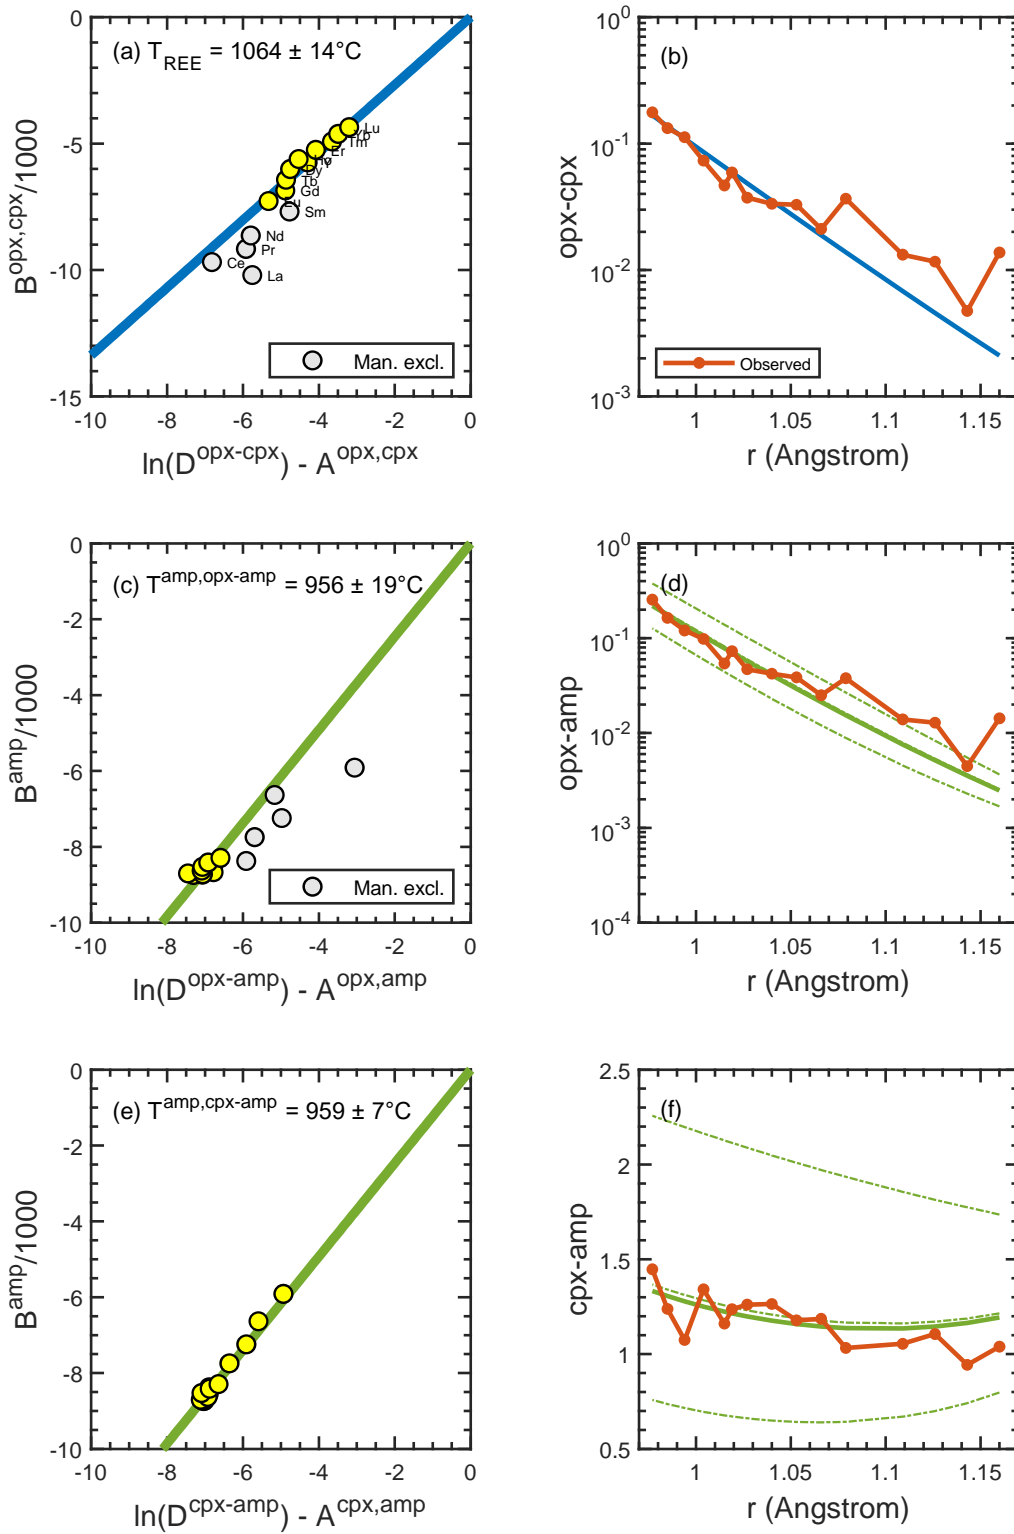 (a) T_REE = 1064 ± 14°C
0
-5
-10
-15
B^opx,cpx/1000
Lu
Yb
Tm
Er
Ho
Y
Dy
Tb
Gd
Eu
Sm
Nd
Pr
Ce
La
Man. excl.
-10 -8 -6 -4 -2 0
ln(D^opx-cpx) - A^opx,cpx
(b)
10^0
10^-1
10^-2
10^-3
opx-cpx
Observed
1 1.05 1.1 1.15
r (Angstrom)
(c) T^amp,opx-amp = 956 ± 19°C
0
-2
-4
-6
-8
-10
B^amp/1000
Man. excl.
-10 -8 -6 -4 -2 0
ln(D^opx-amp) - A^opx,amp
(d)
10^0
10^-1
10^-2
10^-3
10^-4
opx-amp
1 1.05 1.1 1.15
r (Angstrom)
(e) T^amp,cpx-amp = 959 ± 7°C
0
-2
-4
-6
-8
-10
B^amp/1000
-10 -8 -6 -4 -2 0
ln(D^cpx-amp) - A^cpx,amp
(f)
2.5
2
1.5
1
0.5
cpx-amp
1 1.05 1.1 1.15
r (Angstrom)